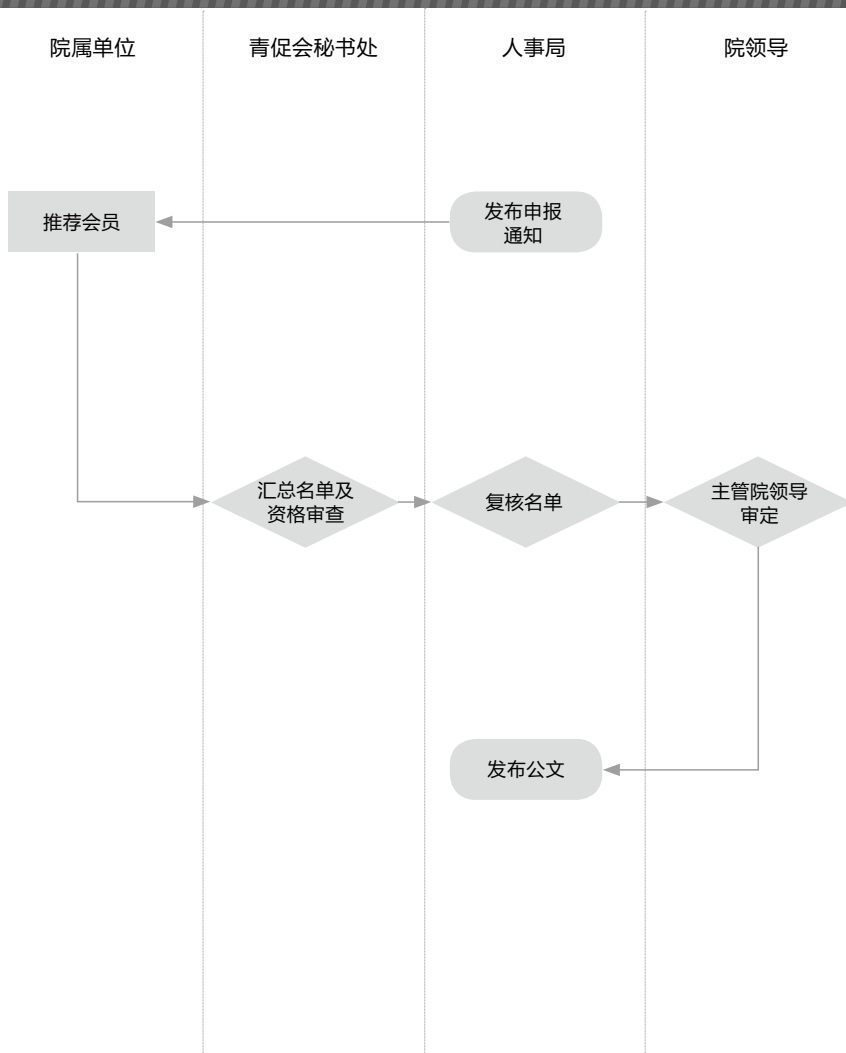 院属单位
青促会秘书处
人事局
院领导
推荐会员
发布申报
通知
汇总名单及
资格审查
复核名单
主管院领导
审定
发布公文